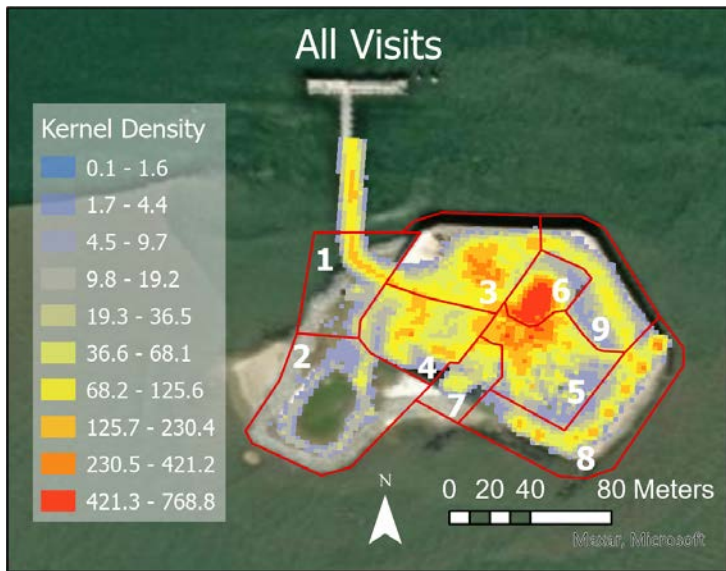 All Visits
Kernel Density
0.1 - 1.6
1.7 - 4.4
4.5 - 9.7
9.8 - 19.2
19.3 - 36.5
36.6 - 68.1
68.2 - 125.6
125.7 - 230.4
230.5 - 421.2
421.3 - 768.8
1
2
3
4
5
6
7
8
9
N
0 20 40 80 Meters
Maxar, Microsoft